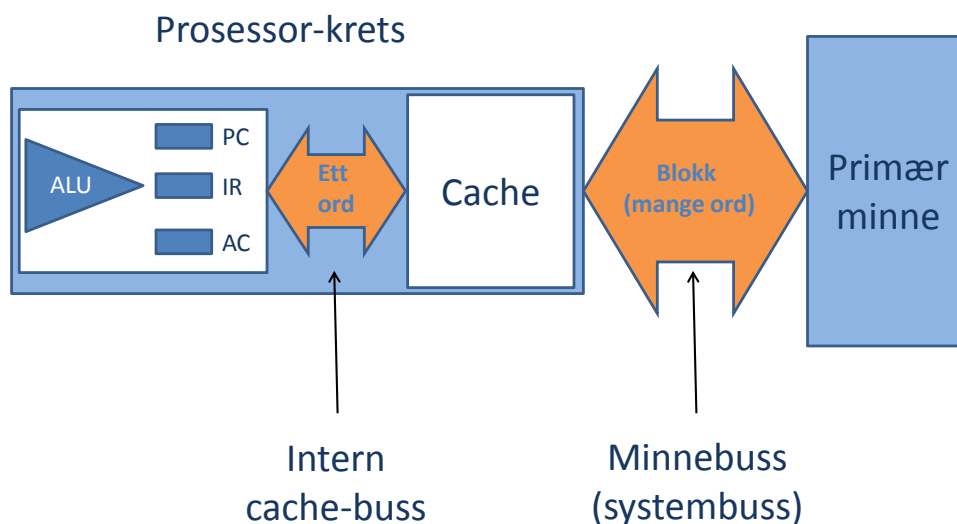 Prosessor-krets
ALU
PC
IR
AC
Ett
ord
Cache
Blokk
(mange ord)
Primær
minne
Intern
cache-buss
Minnebuss
(systembuss)